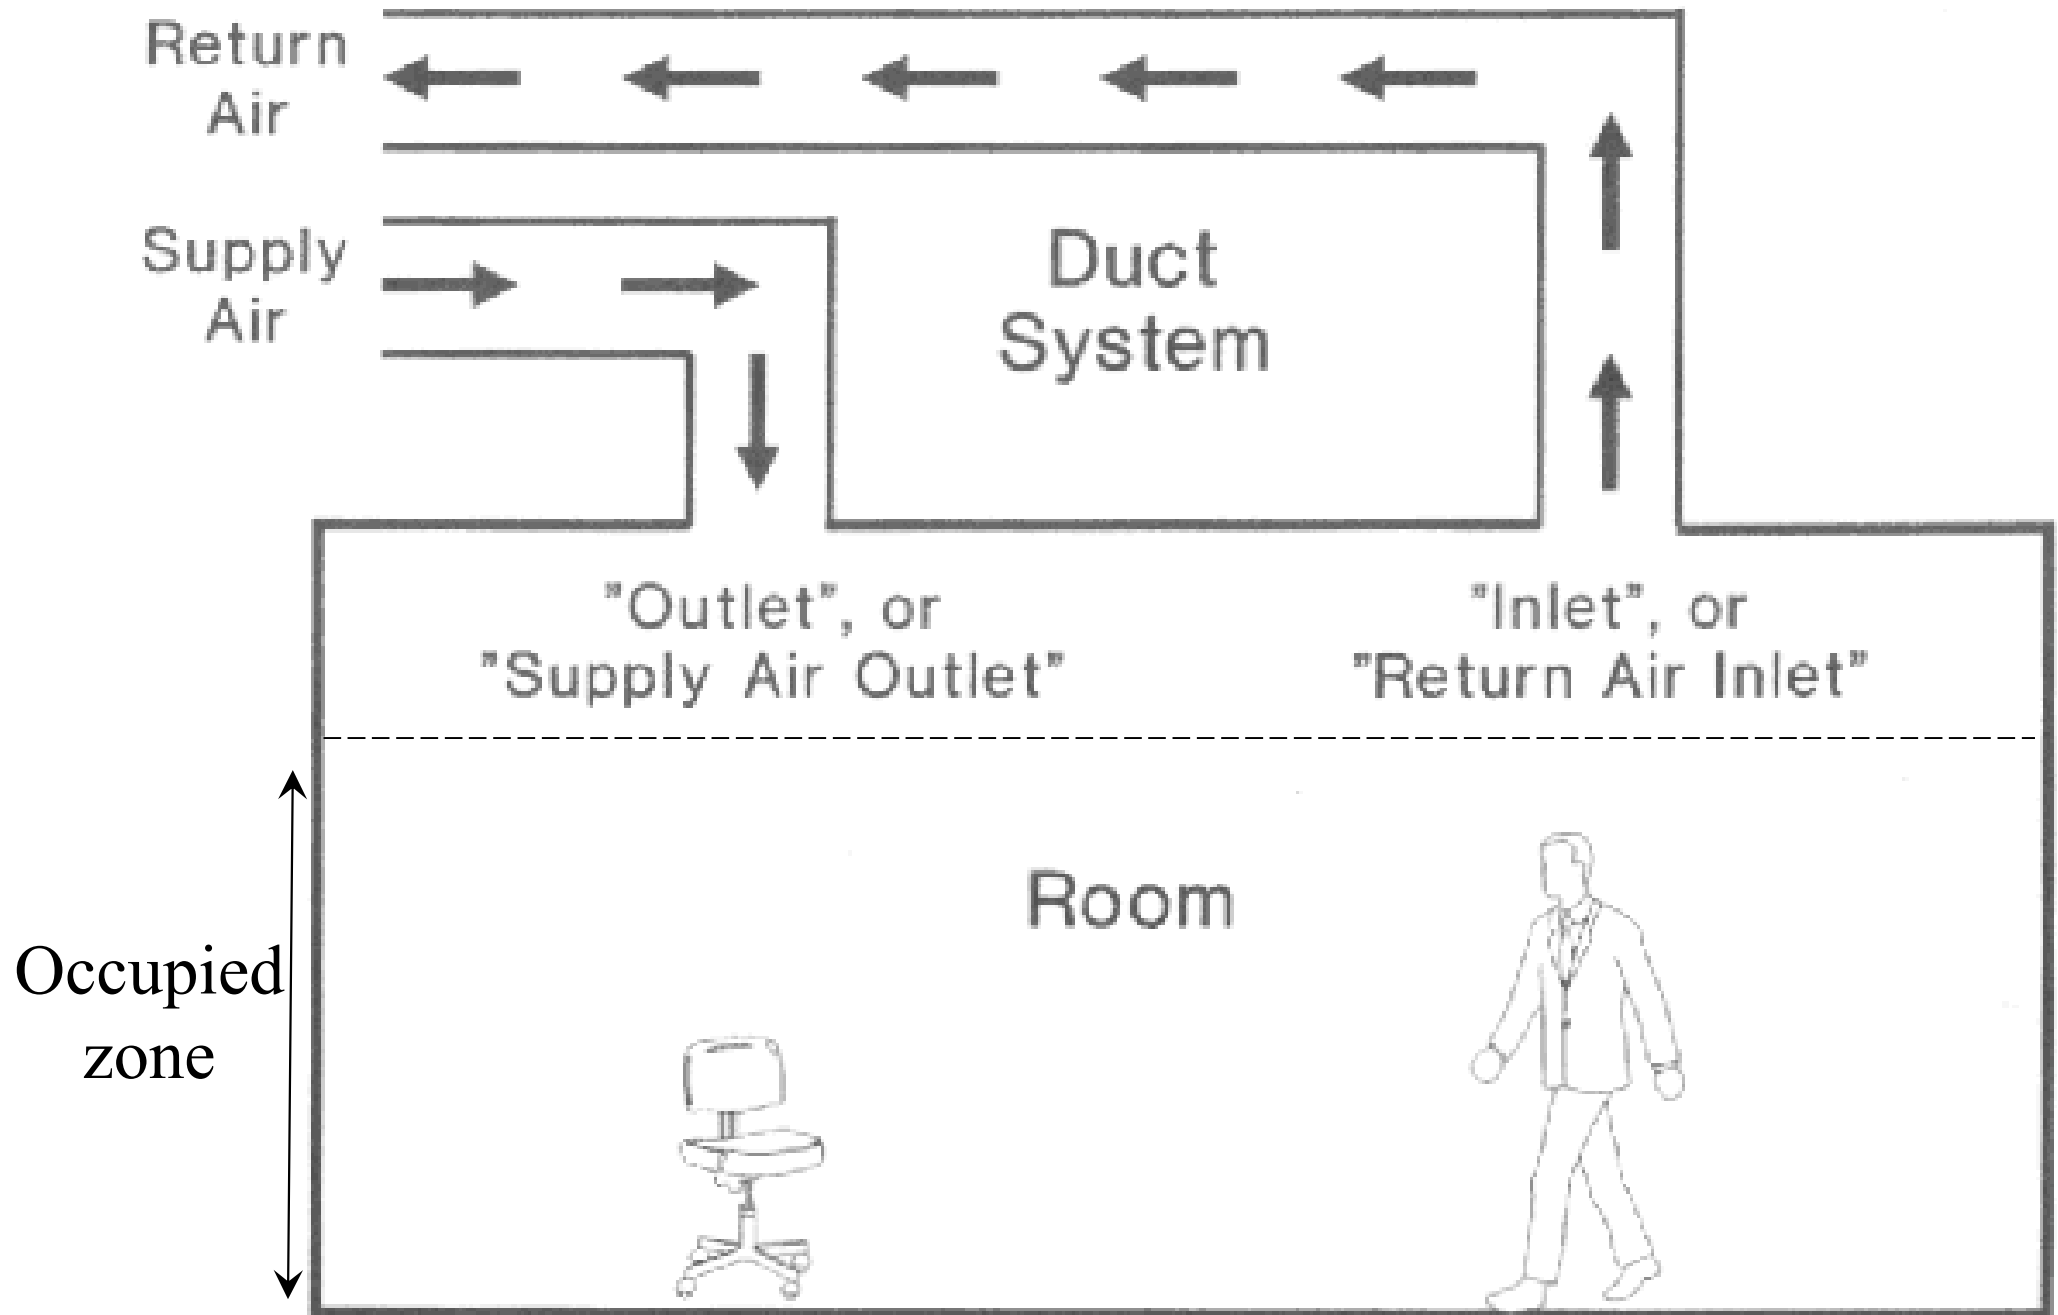 Return
Air
Supply
Air
Duct
System
”Outlet”, or
”Supply Air Outlet”
”Inlet”, or
”Return Air Inlet”
Room
Occupied
zone